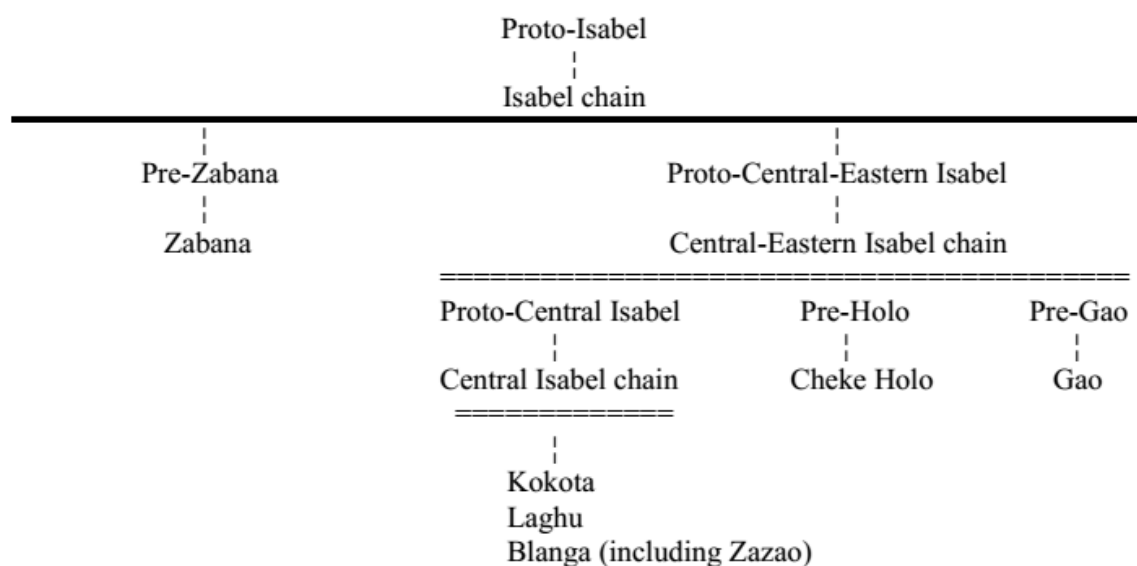 Proto-Isabel
Isabel chain
Pre-Zabana Proto-Central-Eastern Isabel
Zabana Central-Eastern Isabel chain
Proto-Central Isabel Pre-Holo Pre-Gao
Central Isabel chain Cheke Holo Gao
Kokota
Laghu
Blanga (including Zazao)